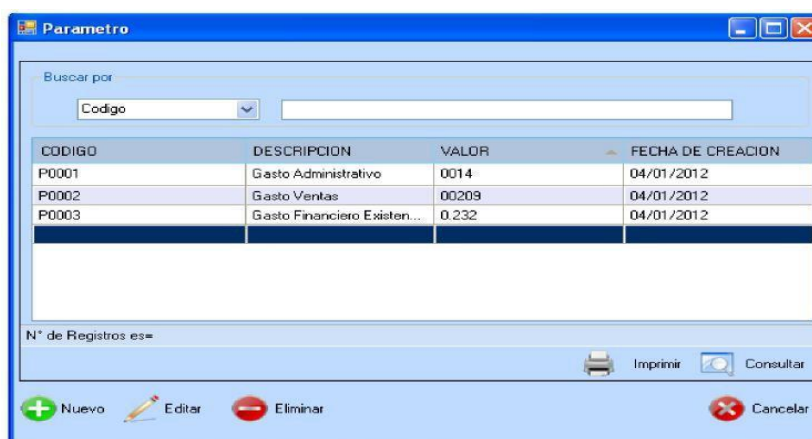 Parametro
Buscar por
Codigo
CODIGO DESCRIPCION VALOR FECHA DE CREACION
P0001 Gasto Administrativo 0014 04/01/2012
P0002 Gasto Ventas 00209 04/01/2012
P0003 Gasto Financiero Existen... 0.232 04/01/2012
N° de Registros es=
Imprimir Consultar
Nuevo Editar Eliminar Cancelar